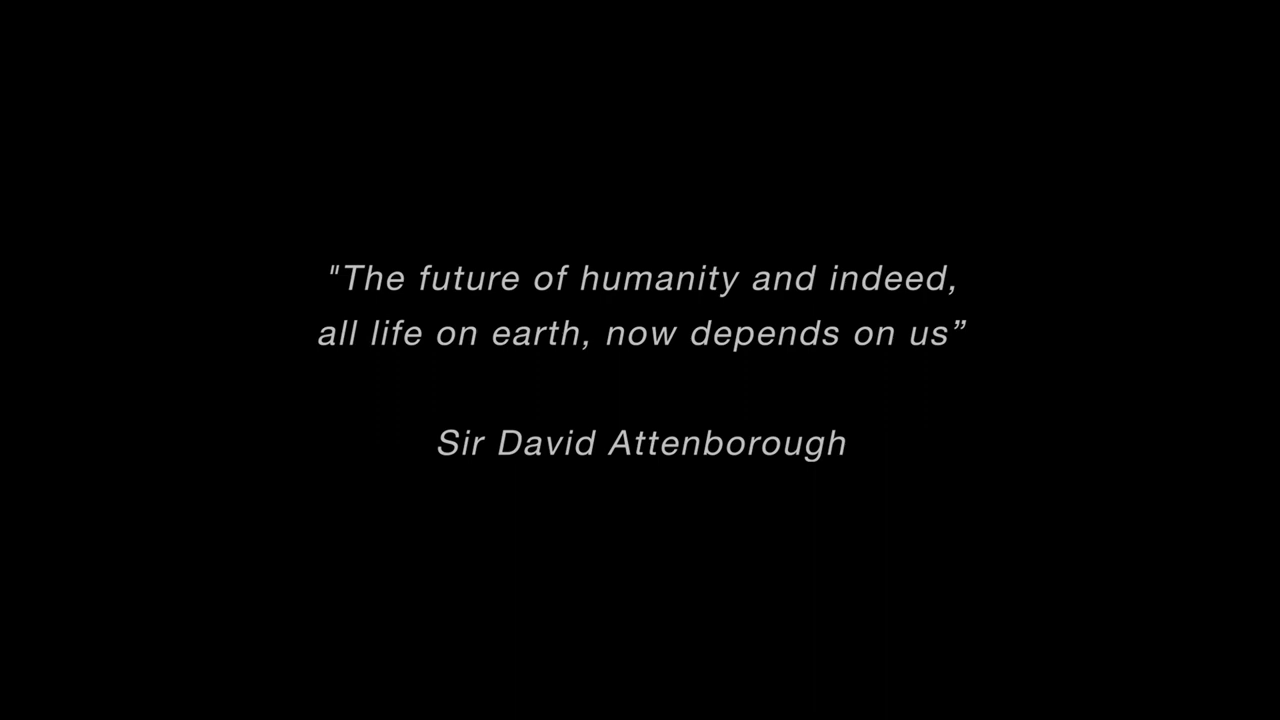 "The future of humanity and indeed,
all life on earth, now depends on us”
Sir David Attenborough